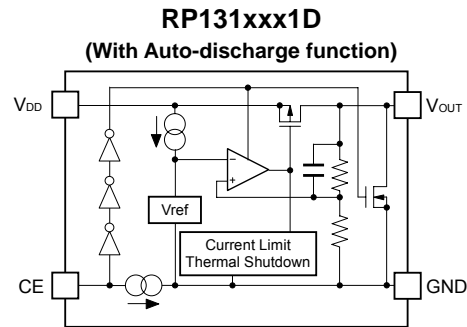 RP131xxx1D
(With Auto-discharge function)
VDD
VOUT
−
+
Vref
Current Limit
Thermal Shutdown
CE
GND